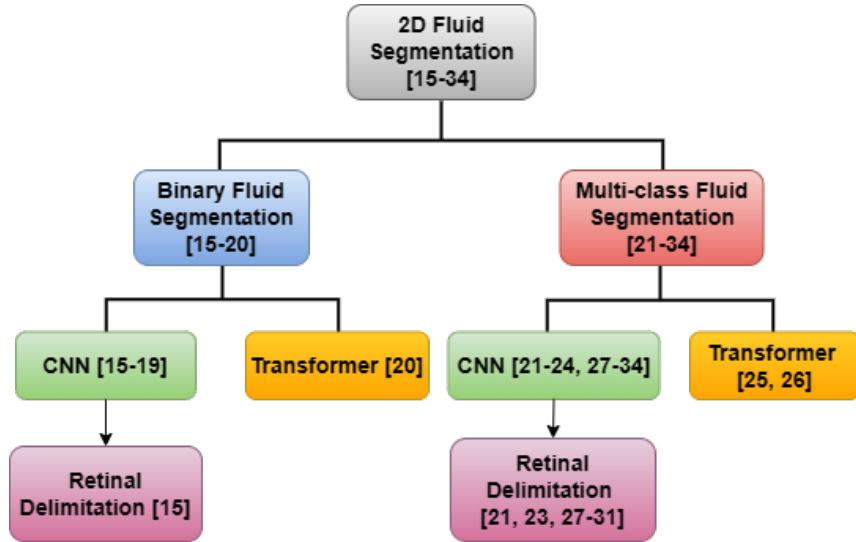 2D Fluid
Segmentation
[15-34]
Binary Fluid
Segmentation
[15-20]
Multi-class Fluid
Segmentation
[21-34]
CNN [15-19]
Transformer [20]
CNN [21-24, 27-34]
Transformer
[25, 26]
Retinal
Delimitation [15]
Retinal
Delimitation
[21, 23, 27-31]